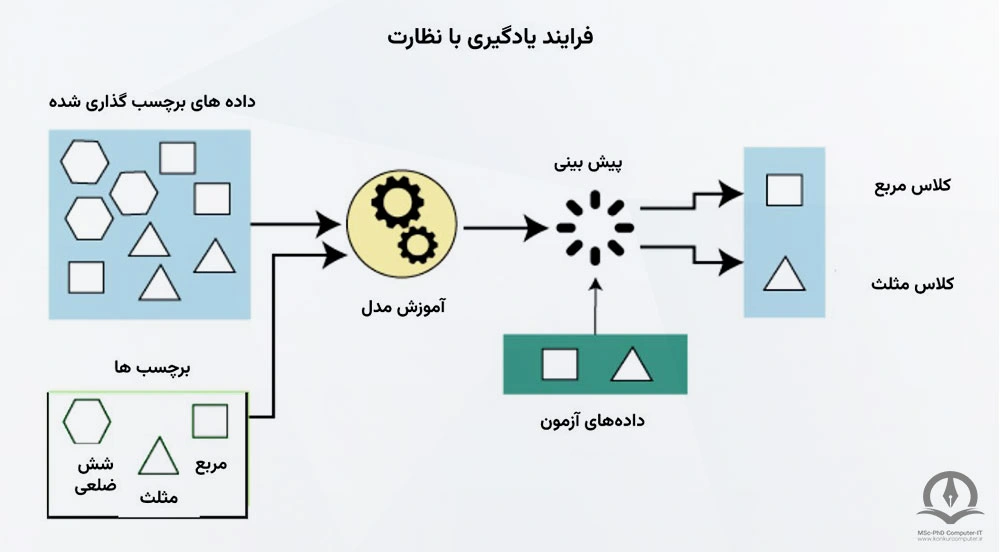 فرایند یادگیری با نظارت
داده های برچسب گذاری شده
پیش بینی
کلاس مربع
کلاس مثلث
آموزش مدل
برچسب ها
شش
ضلعی
مثلث
مربع
داده‌های آزمون
MSc-PhD Computer-IT
www.konkurcomputer.ir